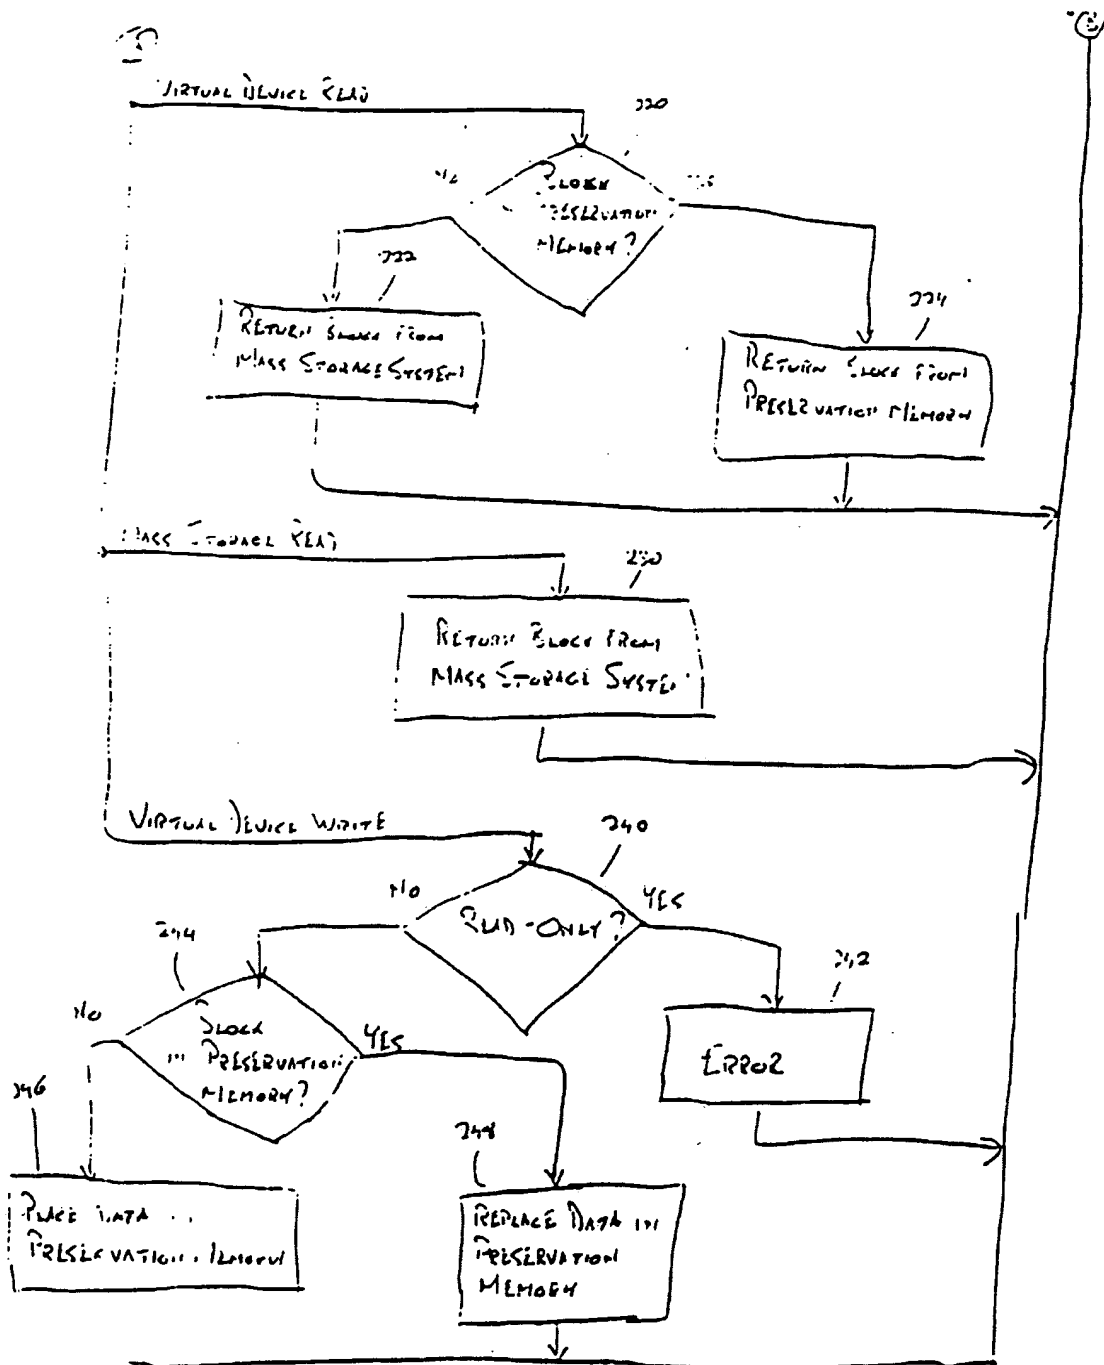 VIRTUAL DEVICE READ
220
NO
BLOCK
PRESERVATION
MEMORY?
222
RETURN BLOCK FROM
MASS STORAGE SYSTEM
224
RETURN BLOCK FROM
PRESERVATION MEMORY
MASS STORAGE READ
230
RETURN BLOCK FROM
MASS STORAGE SYSTEM
VIRTUAL DEVICE WRITE
240
NO
READ-ONLY?
YES
244
242
NO
BLOCK
IN PRESERVATION
MEMORY?
YES
ERROR
246
248
PLACE DATA
PRESERVATION MEMORY
REPLACE DATA IN
PRESERVATION
MEMORY